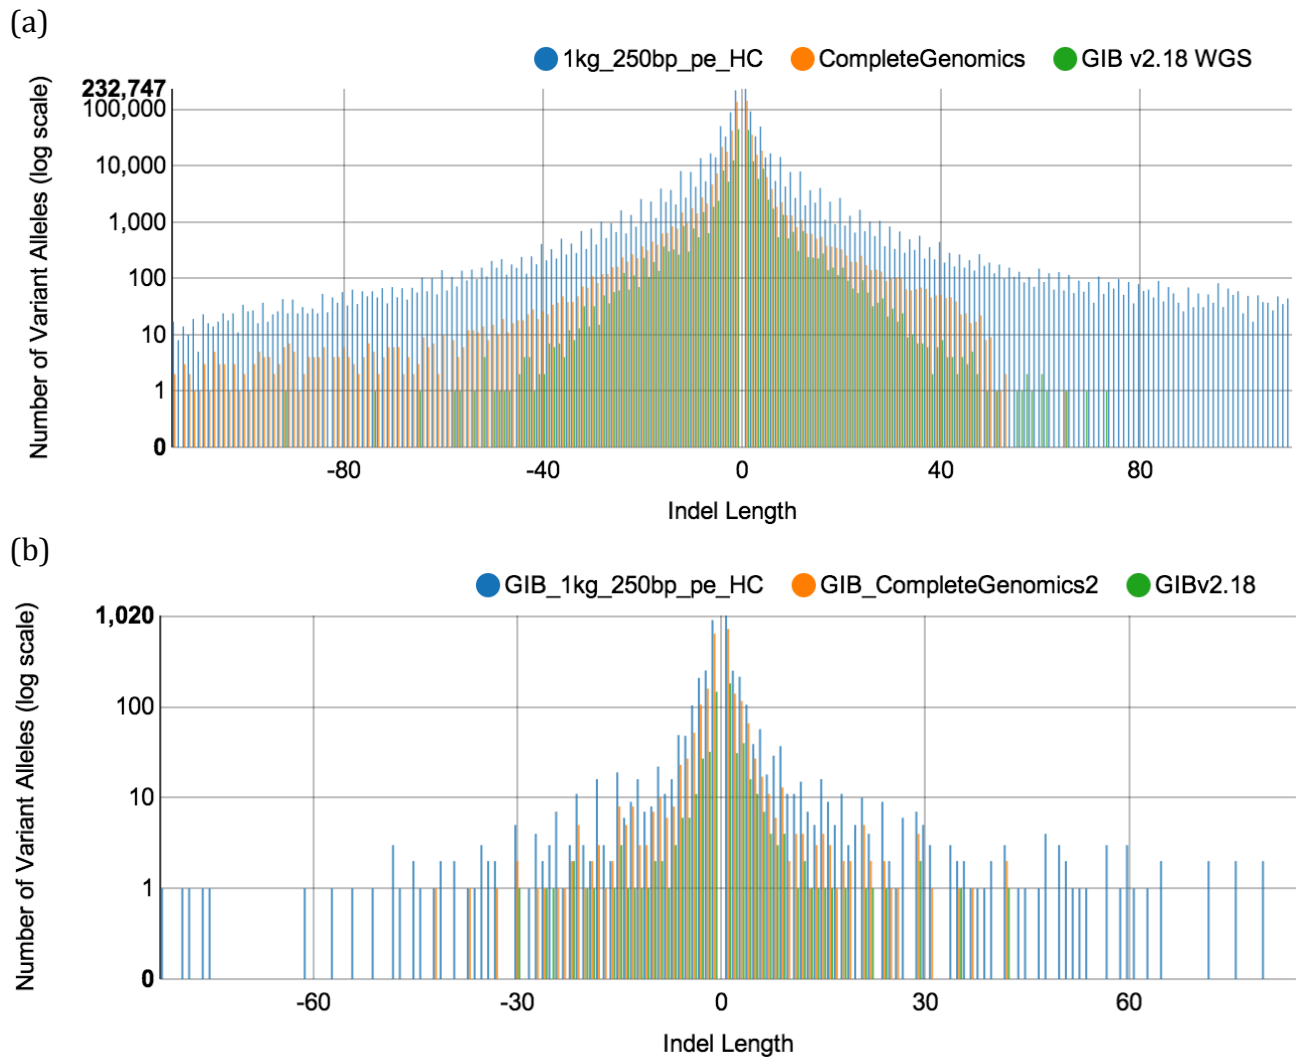 (a)
1kg_250bp_pe_HC CompleteGenomics GIB v2.18 WGS
Number of Variant Alleles (log scale)
232,747
100,000
10,000
1,000
100
10
1
0
-80 -40 0 40 80
Indel Length
(b)
GIB_1kg_250bp_pe_HC GIB_CompleteGenomics2 GIBv2.18
Number of Variant Alleles (log scale)
1,020
100
10
1
0
-60 -30 0 30 60
Indel Length